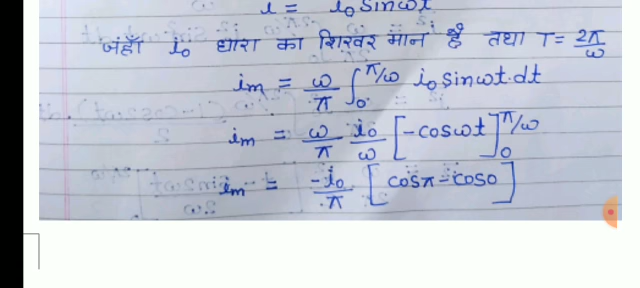 i = i₀ sinωt
जहाँ i₀ धारा का शिखर मान है तथा T = 2π/ω
im = ω/π ∫₀^π/ω i₀ sinωt·dt
im = ω/π i₀/ω [-cosωt]₀^π/ω
im = -i₀/π [cosπ - cos0]